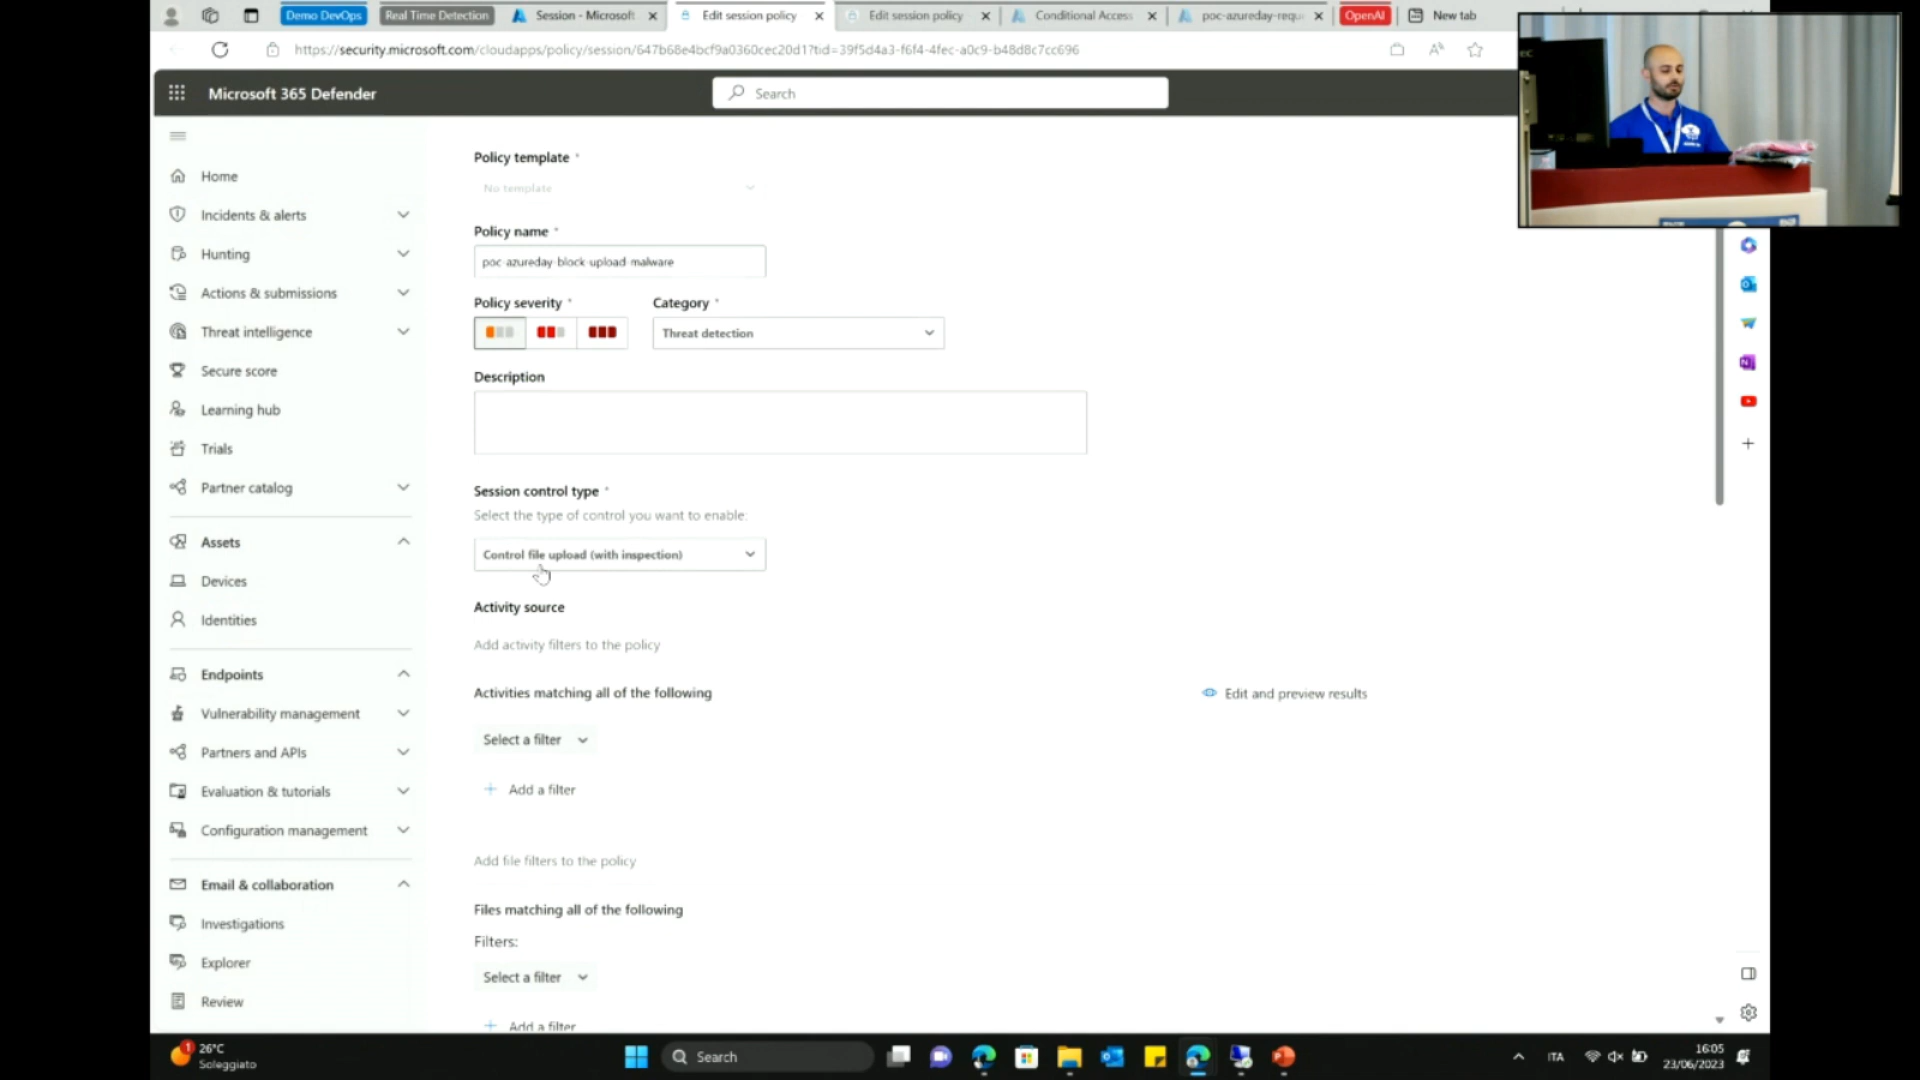 Demo DevOps
Real Time Detection
Session - Microsoft
Edit session policy
Edit session policy
Conditional Access
poc-azureday-requ
OpenAI
New tab
https://security.microsoft.com/cloudapps/policy/session/647b68e4bcf9a0360cec20d1?tid=39f5d4a3-f6f4-4fec-a0c9-b48d8c7cc696
Microsoft 365 Defender
Search
Home
Incidents & alerts
Hunting
Actions & submissions
Threat intelligence
Secure score
Learning hub
Trials
Partner catalog
Assets
Devices
Identities
Endpoints
Vulnerability management
Partners and APIs
Evaluation & tutorials
Configuration management
Email & collaboration
Investigations
Explorer
Review
Policy template *
No template
Policy name *
poc-azureday-block-upload-malware
Policy severity *
Category *
Threat detection
Description
Session control type *
Select the type of control you want to enable:
Control file upload (with inspection)
Activity source
Add activity filters to the policy
Activities matching all of the following
Edit and preview results
Select a filter
+ Add a filter
Add file filters to the policy
Files matching all of the following
Filters:
Select a filter
+ Add a filter
1
26°C
Soleggiato
Search
ITA
16:05
23/06/2023